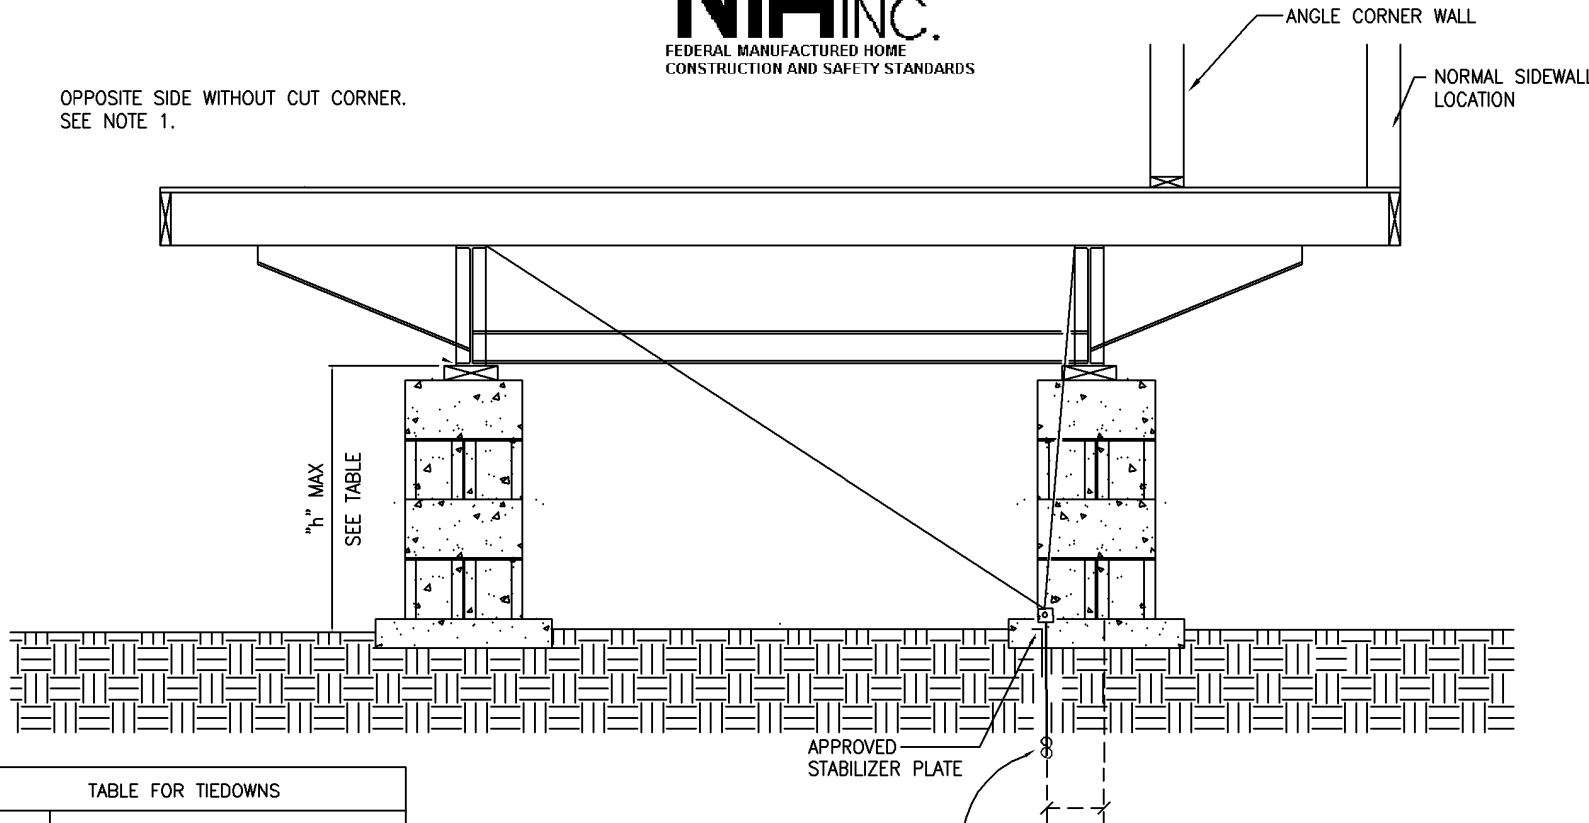 NTA INC.
FEDERAL MANUFACTURED HOME
CONSTRUCTION AND SAFETY STANDARDS
ANGLE CORNER WALL
NORMAL SIDEWALL
LOCATION
OPPOSITE SIDE WITHOUT CUT CORNER.
SEE NOTE 1.
"h" MAX
SEE TABLE
APPROVED
STABILIZER PLATE
TABLE FOR TIEDOWNS